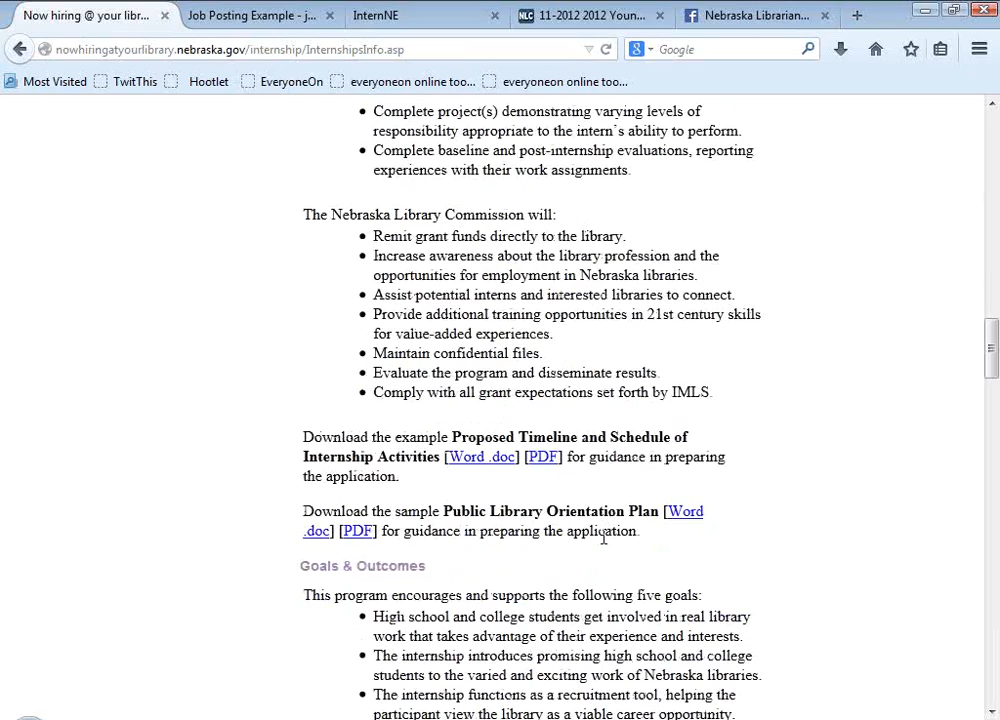 Now hiring @ your libr... × Job Posting Example - j... × InternNE × NLC 11-2012 2012 Youn... × Nebraska Librarian... × +
nowhiringatyourlibrary.nebraska.gov/internship/InternshipsInfo.asp Google
Most Visited TwitThis Hootlet EveryoneOn everyoneon online too... everyoneon online too...
• Complete project(s) demonstrating varying levels of
responsibility appropriate to the intern's ability to perform.
• Complete baseline and post-internship evaluations, reporting
experiences with their work assignments.
The Nebraska Library Commission will:
• Remit grant funds directly to the library.
• Increase awareness about the library profession and the
opportunities for employment in Nebraska libraries.
• Assist potential interns and interested libraries to connect.
• Provide additional training opportunities in 21st century skills
for value-added experiences.
• Maintain confidential files.
• Evaluate the program and disseminate results.
• Comply with all grant expectations set forth by IMLS.
Download the example Proposed Timeline and Schedule of
Internship Activities [Word .doc] [PDF] for guidance in preparing
the application.
Download the sample Public Library Orientation Plan [Word
.doc] [PDF] for guidance in preparing the application.
Goals & Outcomes
This program encourages and supports the following five goals:
• High school and college students get involved in real library
work that takes advantage of their experience and interests.
• The internship introduces promising high school and college
students to the varied and exciting work of Nebraska libraries.
• The internship functions as a recruitment tool, helping the
participant view the library as a viable career opportunity.